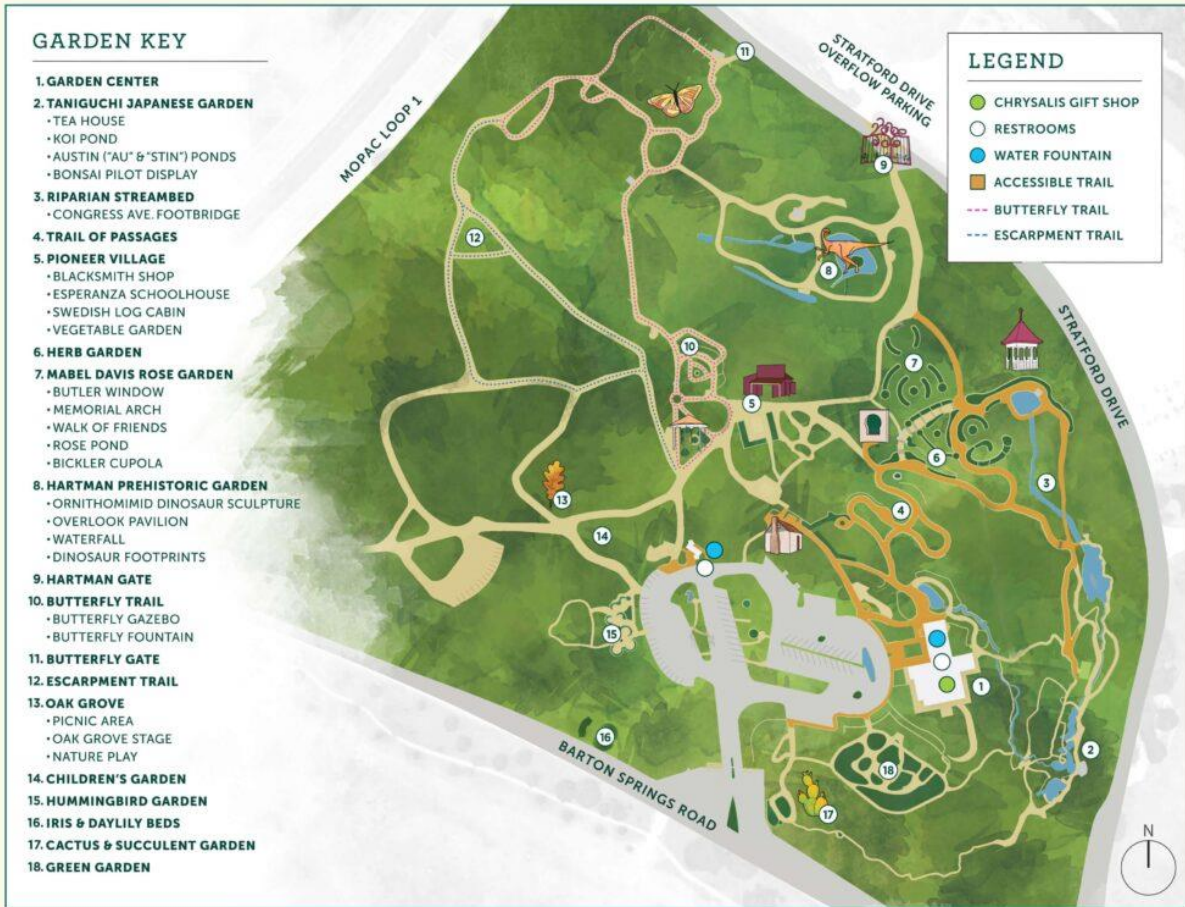 GARDEN KEY
1. GARDEN CENTER
2. TANIGUCHI JAPANESE GARDEN
• TEA HOUSE
• KOI POND
• AUSTIN ("AU" & "STIN") PONDS
• BONSAI PILOT DISPLAY
3. RIPARIAN STREAMBED
• CONGRESS AVE. FOOTBRIDGE
4. TRAIL OF PASSAGES
5. PIONEER VILLAGE
• BLACKSMITH SHOP
• ESPERANZA SCHOOLHOUSE
• SWEDISH LOG CABIN
• VEGETABLE GARDEN
6. HERB GARDEN
7. MABEL DAVIS ROSE GARDEN
• BUTLER WINDOW
• MEMORIAL ARCH
• WALK OF FRIENDS
• ROSE POND
• BICKLER CUPOLA
8. HARTMAN PREHISTORIC GARDEN
• ORNITHOMIMID DINOSAUR SCULPTURE
• OVERLOOK PAVILION
• WATERFALL
• DINOSAUR FOOTPRINTS
9. HARTMAN GATE
10. BUTTERFLY TRAIL
• BUTTERFLY GAZEBO
• BUTTERFLY FOUNTAIN
11. BUTTERFLY GATE
12. ESCARPMENT TRAIL
13. OAK GROVE
• PICNIC AREA
• OAK GROVE STAGE
• NATURE PLAY
14. CHILDREN'S GARDEN
15. HUMMINGBIRD GARDEN
16. IRIS & DAYLILY BEDS
17. CACTUS & SUCCULENT GARDEN
18. GREEN GARDEN
MOPAC LOOP 1
STRATFORD DRIVE
OVERFLOW PARKING
STRATFORD DRIVE
BARTON SPRINGS ROAD
11
9
12
8
10
7
5
6
3
4
13
14
15
1
16
2
18
17
LEGEND
CHRYSALIS GIFT SHOP
RESTROOMS
WATER FOUNTAIN
ACCESSIBLE TRAIL
BUTTERFLY TRAIL
ESCARPMENT TRAIL
N